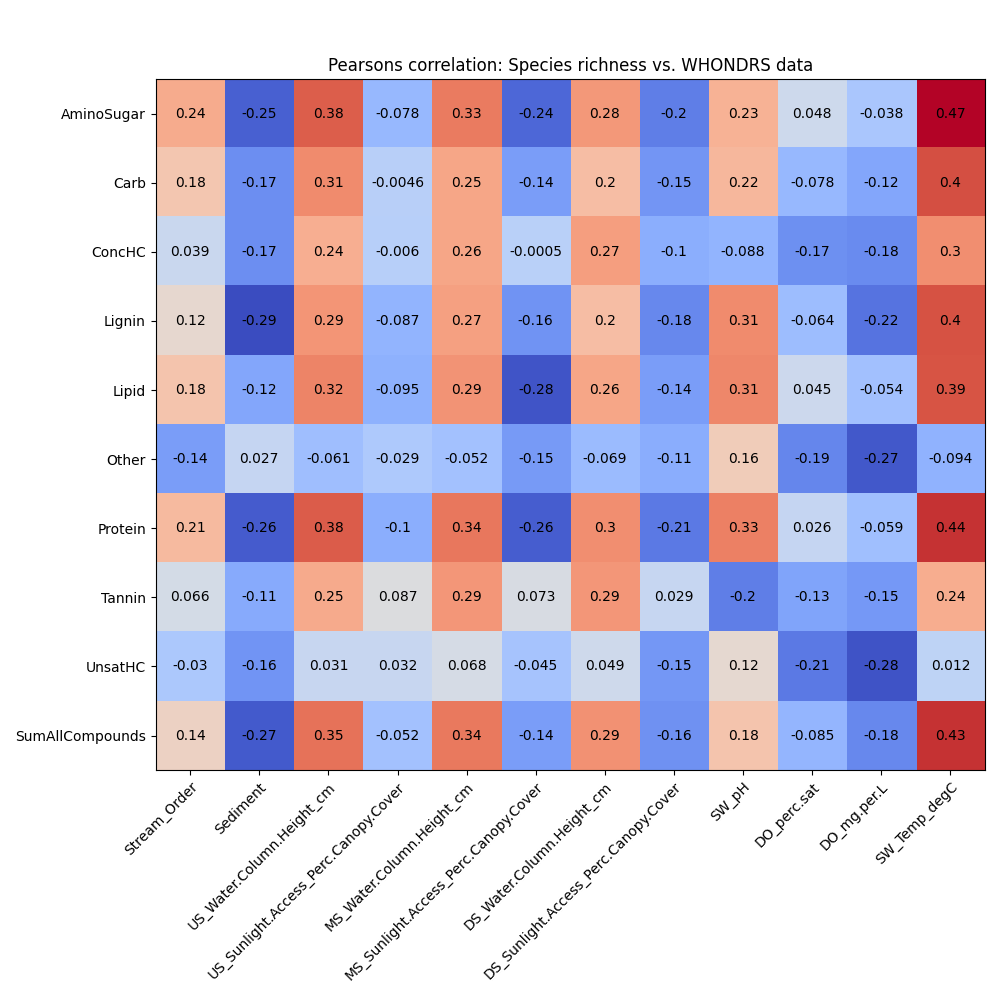 Pearsons correlation: Species richness vs. WHONDRS data
AminoSugar 0.24 -0.25 0.38 -0.078 0.33 -0.24 0.28 -0.2 0.23 0.048 -0.038 0.47
Carb 0.18 -0.17 0.31 -0.0046 0.25 -0.14 0.2 -0.15 0.22 -0.078 -0.12 0.4
ConcHC 0.039 -0.17 0.24 -0.006 0.26 -0.0005 0.27 -0.1 -0.088 -0.17 -0.18 0.3
Lignin 0.12 -0.29 0.29 -0.087 0.27 -0.16 0.2 -0.18 0.31 -0.064 -0.22 0.4
Lipid 0.18 -0.12 0.32 -0.095 0.29 -0.28 0.26 -0.14 0.31 0.045 -0.054 0.39
Other -0.14 0.027 -0.061 -0.029 -0.052 -0.15 -0.069 -0.11 0.16 -0.19 -0.27 -0.094
Protein 0.21 -0.26 0.38 -0.1 0.34 -0.26 0.3 -0.21 0.33 0.026 -0.059 0.44
Tannin 0.066 -0.11 0.25 0.087 0.29 0.073 0.29 0.029 -0.2 -0.13 -0.15 0.24
UnsatHC -0.03 -0.16 0.031 0.032 0.068 -0.045 0.049 -0.15 0.12 -0.21 -0.28 0.012
SumAllCompounds 0.14 -0.27 0.35 -0.052 0.34 -0.14 0.29 -0.16 0.18 -0.085 -0.18 0.43
Stream_Order
Sediment
US_Water.Column.Height_cm
US_Sunlight.Access_Perc.Canopy.Cover
MS_Water.Column.Height_cm
MS_Sunlight.Access_Perc.Canopy.Cover
DS_Water.Column.Height_cm
DS_Sunlight.Access_Perc.Canopy.Cover
SW_pH
DO_perc.sat
DO_mg.per.L
SW_Temp_degC